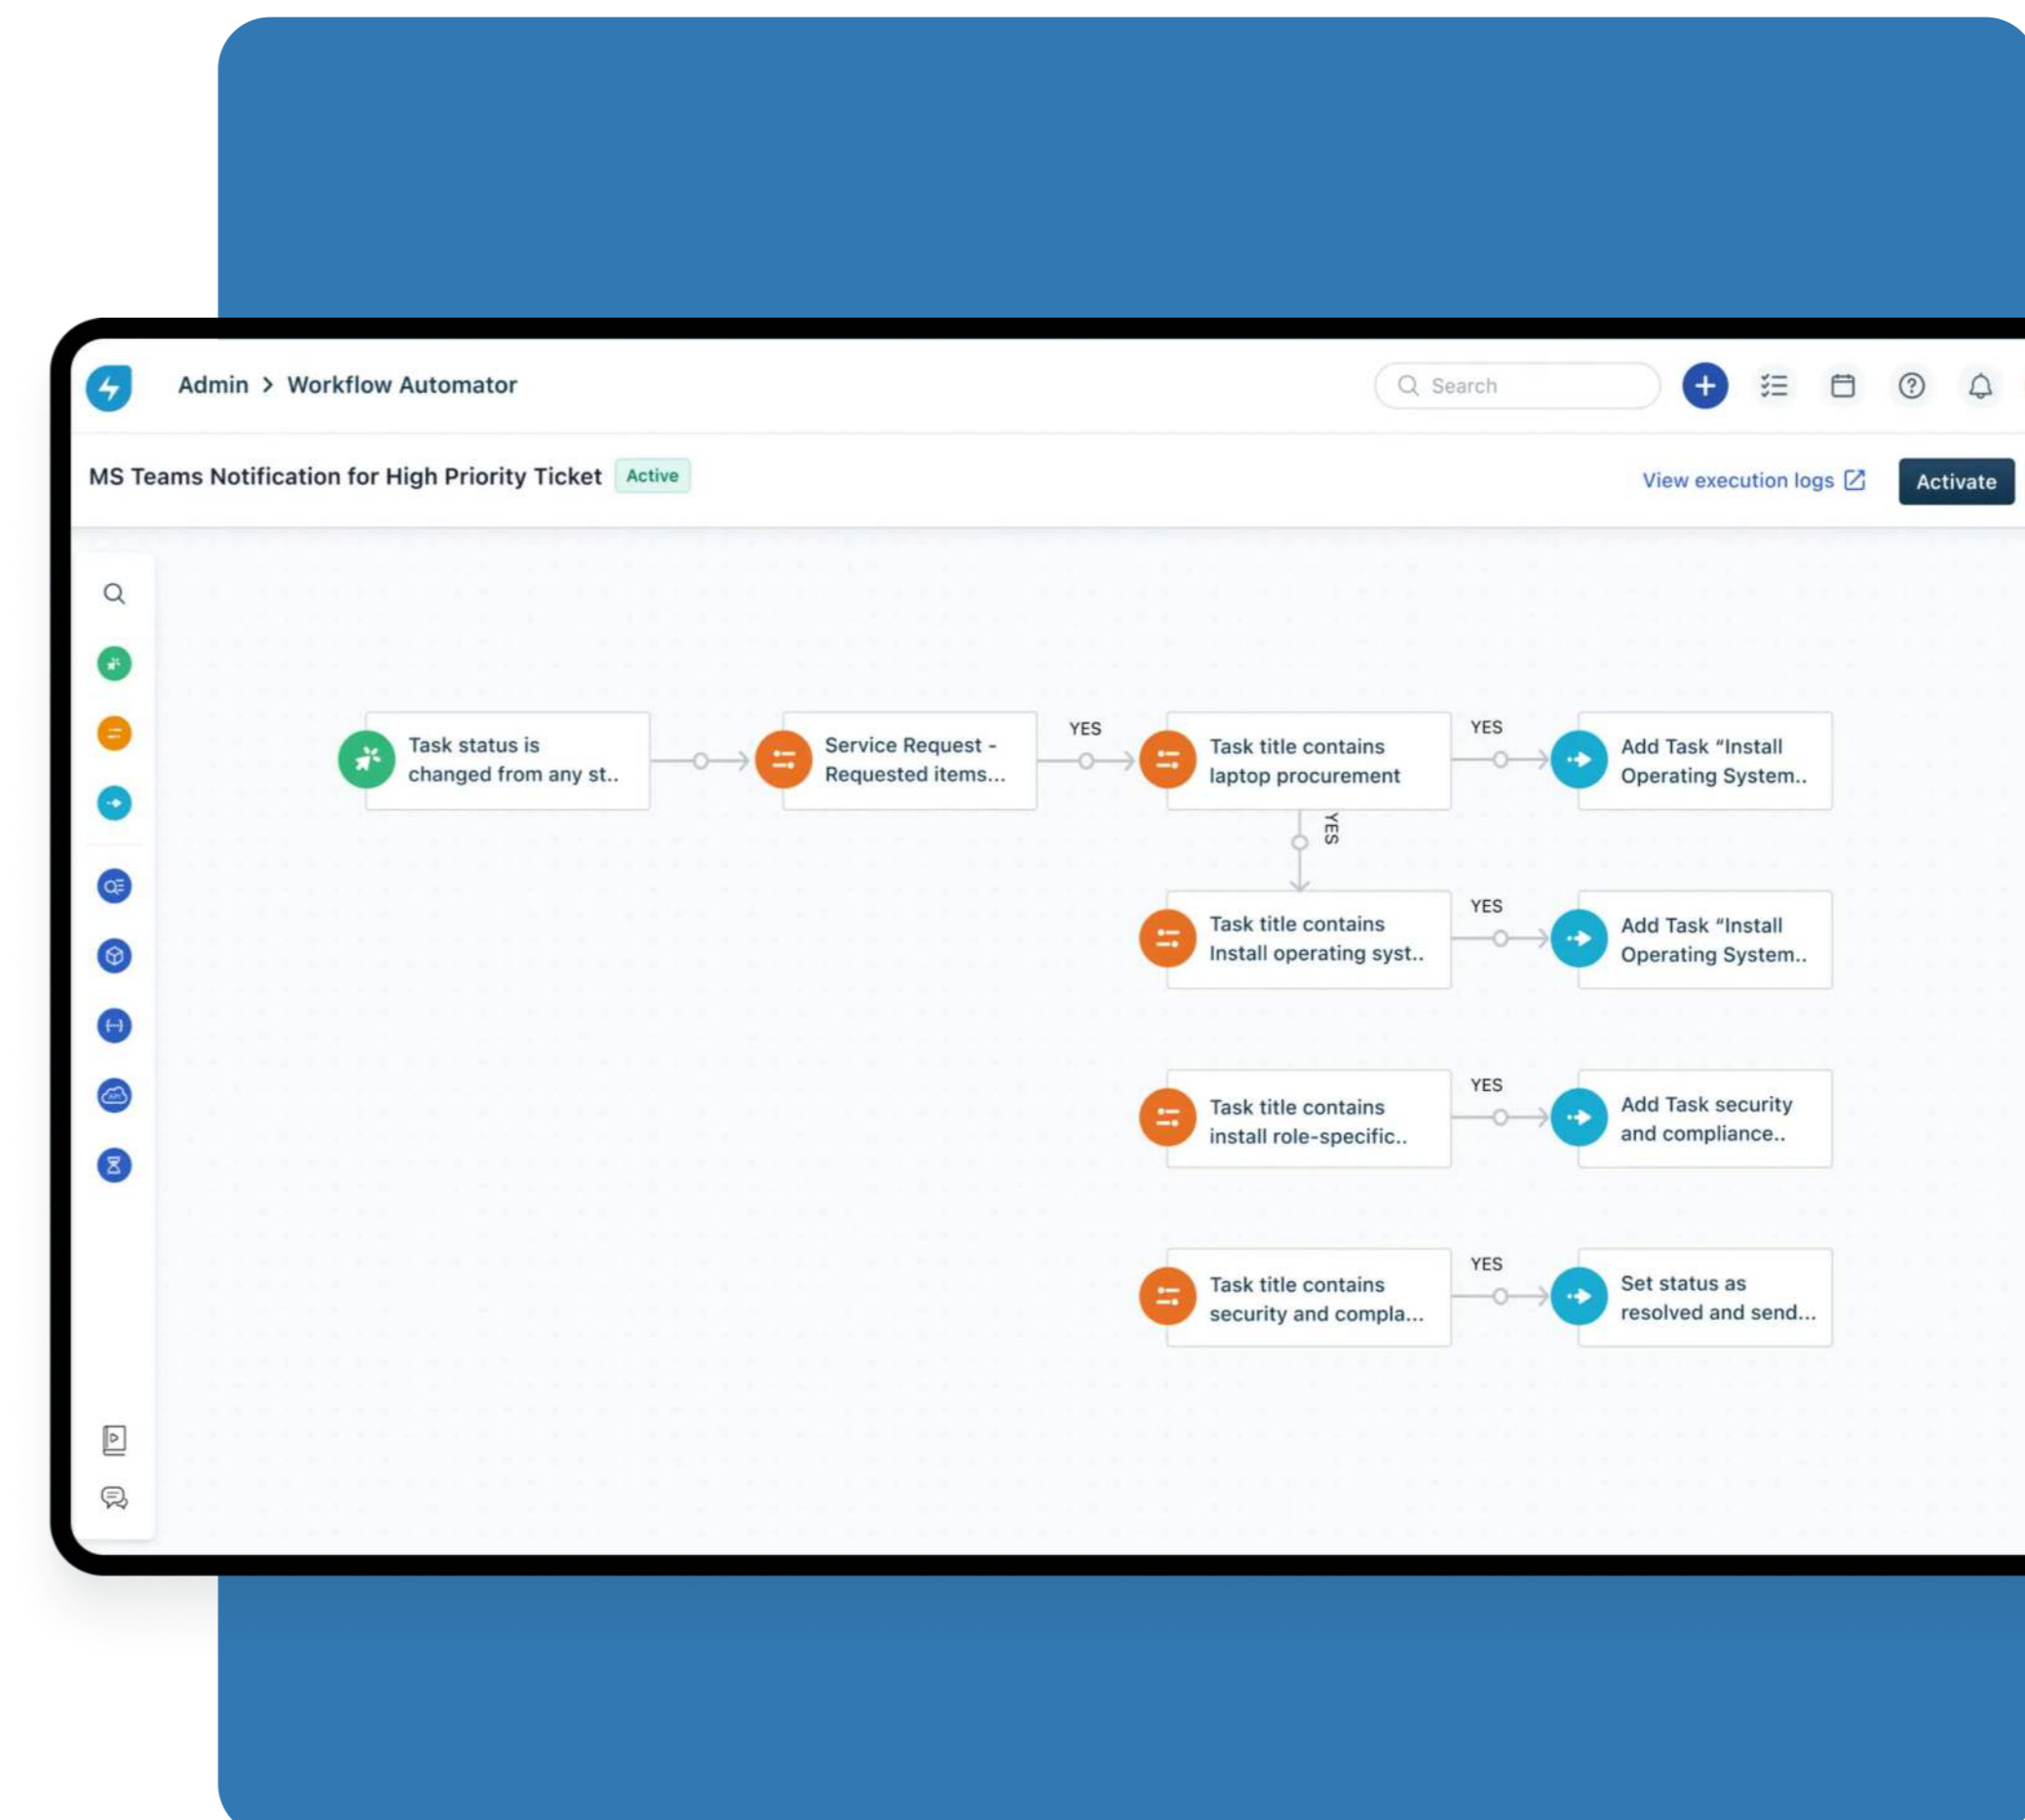 Admin > Workflow Automator
Search
MS Teams Notification for High Priority Ticket
Active
View execution logs
Activate
Task status is
changed from any st..
Service Request -
Requested items...
YES
Task title contains
laptop procurement
YES
Add Task “Install
Operating System..
YES
Task title contains
Install operating syst..
YES
Add Task “Install
Operating System..
Task title contains
install role-specific..
YES
Add Task security
and compliance..
Task title contains
security and compla...
YES
Set status as
resolved and send...
API